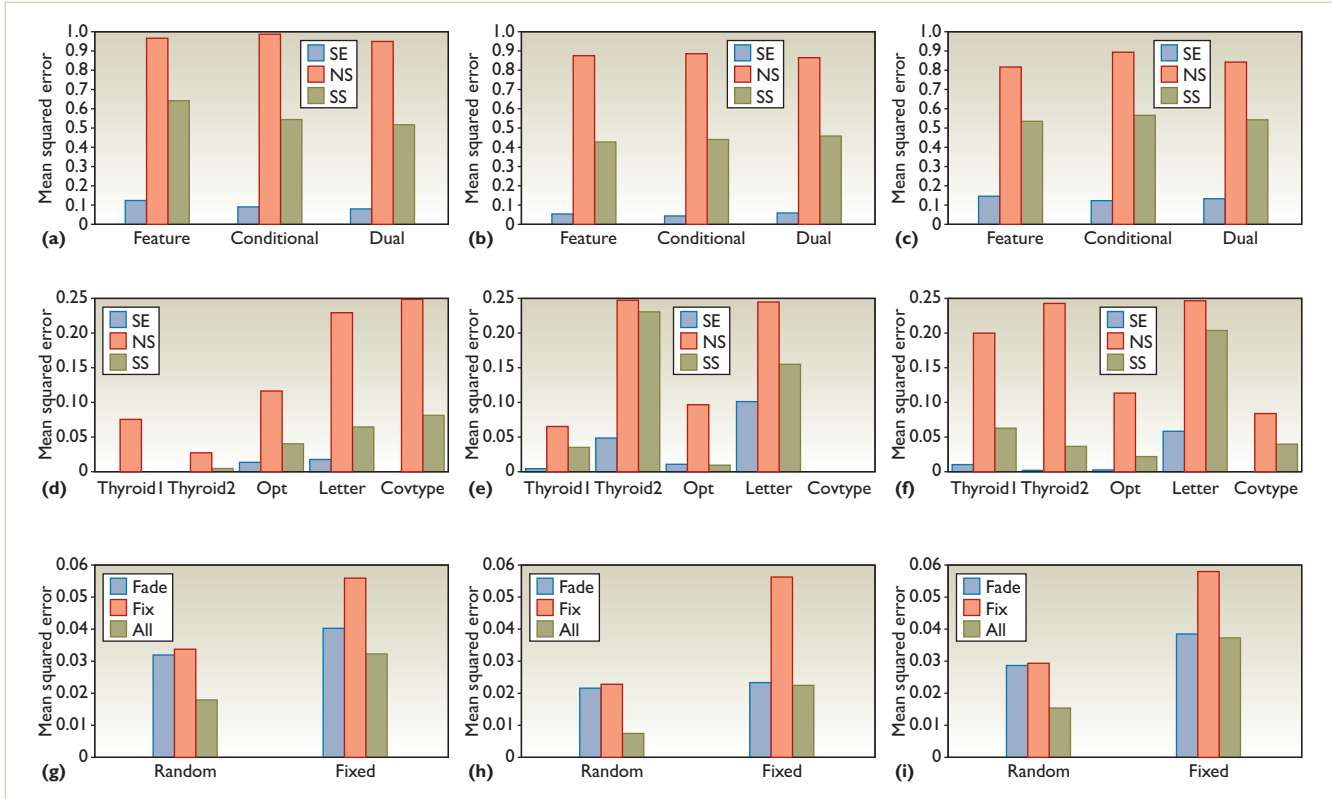 Mean squared error
1.0
0.9
0.8
0.7
0.6
0.5
0.4
0.3
0.2
0.1
0
SE
NS
SS
(a)
Feature Conditional Dual
Mean squared error
1.0
0.9
0.8
0.7
0.6
0.5
0.4
0.3
0.2
0.1
0
SE
NS
SS
(b)
Feature Conditional Dual
Mean squared error
1.0
0.9
0.8
0.7
0.6
0.5
0.4
0.3
0.2
0.1
0
SE
NS
SS
(c)
Feature Conditional Dual
Mean squared error
0.25
0.20
0.15
0.10
0.05
0
SE
NS
SS
(d)
Thyroid1 Thyroid2 Opt Letter Covtype
Mean squared error
0.25
0.20
0.15
0.10
0.05
0
SE
NS
SS
(e)
Thyroid1 Thyroid2 Opt Letter Covtype
Mean squared error
0.25
0.20
0.15
0.10
0.05
0
SE
NS
SS
(f)
Thyroid1 Thyroid2 Opt Letter Covtype
Mean squared error
0.06
0.05
0.04
0.03
0.02
0.01
0
Fade
Fix
All
(g)
Random Fixed
Mean squared error
0.06
0.05
0.04
0.03
0.02
0.01
0
Fade
Fix
All
(h)
Random Fixed
Mean squared error
0.06
0.05
0.04
0.03
0.02
0.01
0
Fade
Fix
All
(i)
Random Fixed